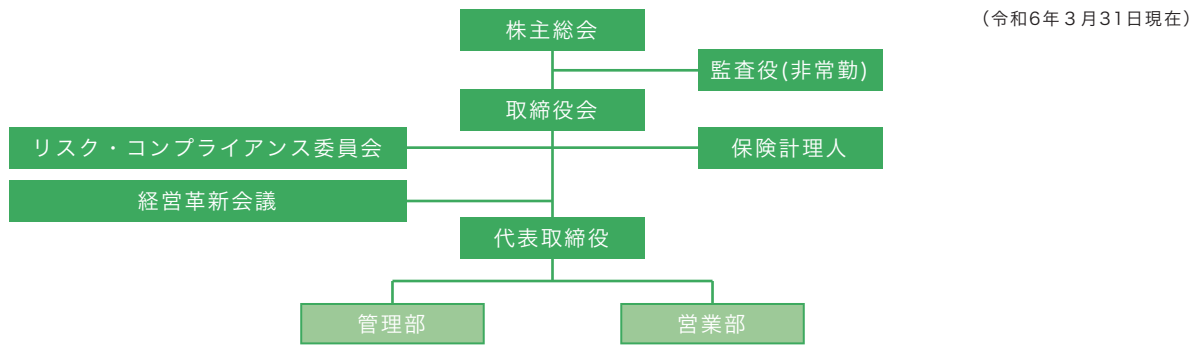 （令和6年３月31日現在）
株主総会
監査役(非常勤)
取締役会
リスク・コンプライアンス委員会
保険計理人
経営革新会議
代表取締役
管理部
営業部